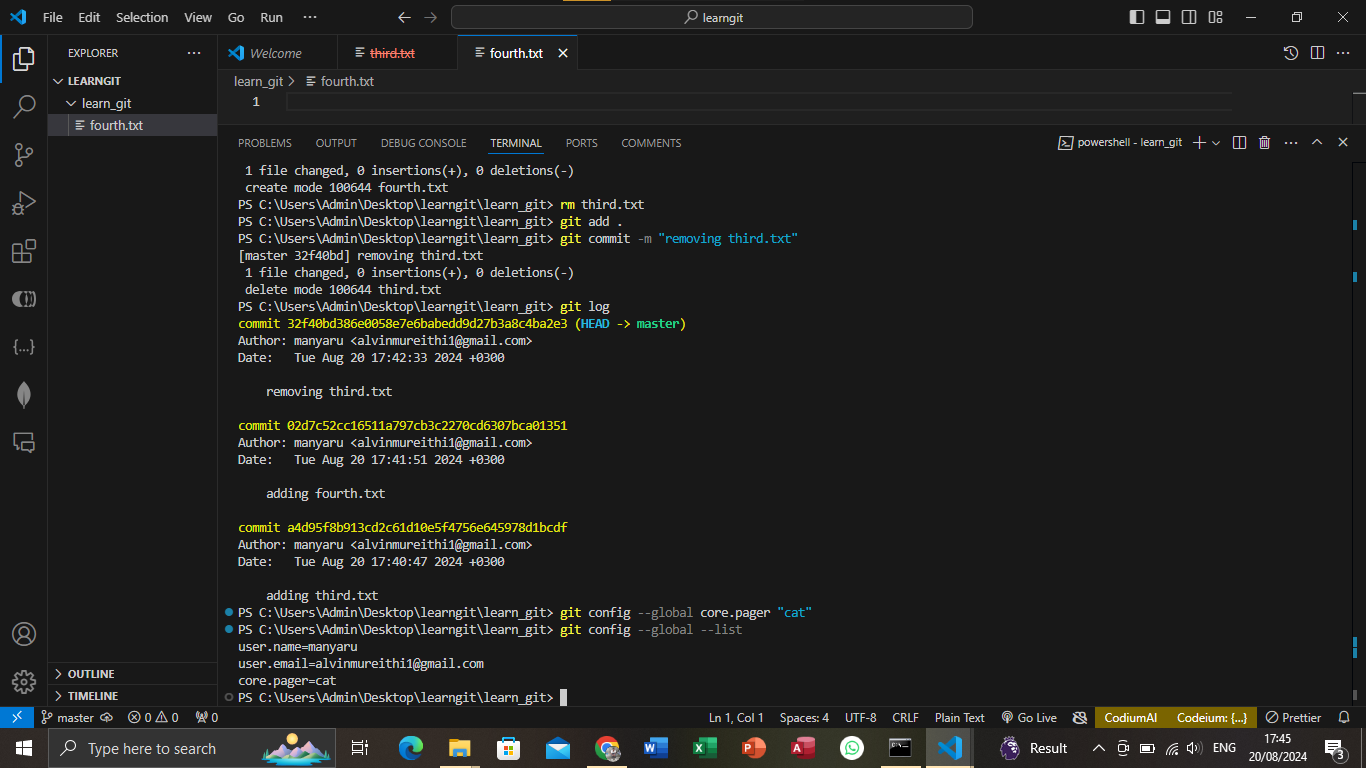 File Edit Selection View Go Run ··· learngit
EXPLORER ···
LEARNGIT
learn_git
fourth.txt
Welcome third.txt fourth.txt
learn_git > fourth.txt
1
PROBLEMS OUTPUT DEBUG CONSOLE TERMINAL PORTS COMMENTS powershell - learn_git
1 file changed, 0 insertions(+), 0 deletions(-)
create mode 100644 fourth.txt
PS C:\Users\Admin\Desktop\learngit\learn_git> rm third.txt
PS C:\Users\Admin\Desktop\learngit\learn_git> git add .
PS C:\Users\Admin\Desktop\learngit\learn_git> git commit -m "removing third.txt"
[master 32f40bd] removing third.txt
1 file changed, 0 insertions(+), 0 deletions(-)
delete mode 100644 third.txt
PS C:\Users\Admin\Desktop\learngit\learn_git> git log
commit 32f40bd386e0058e7e6babedd9d27b3a8c4ba2e3 (HEAD -> master)
Author: manyaru <alvinmureithi1@gmail.com>
Date:   Tue Aug 20 17:42:33 2024 +0300
removing third.txt
commit 02d7c52cc16511a797cb3c2270cd6307bca01351
Author: manyaru <alvinmureithi1@gmail.com>
Date:   Tue Aug 20 17:41:51 2024 +0300
adding fourth.txt
commit a4d95f8b913cd2c61d10e5f4756e645978d1bcdf
Author: manyaru <alvinmureithi1@gmail.com>
Date:   Tue Aug 20 17:40:47 2024 +0300
adding third.txt
PS C:\Users\Admin\Desktop\learngit\learn_git> git config --global core.pager "cat"
PS C:\Users\Admin\Desktop\learngit\learn_git> git config --global --list
user.name=manyaru
user.email=alvinmureithi1@gmail.com
core.pager=cat
PS C:\Users\Admin\Desktop\learngit\learn_git>
OUTLINE
TIMELINE
master 0 0 0 Ln 1, Col 1 Spaces: 4 UTF-8 CRLF Plain Text Go Live CodiumAI Codeium: {...} Prettier
Type here to search Result ENG 17:45
20/08/2024 3